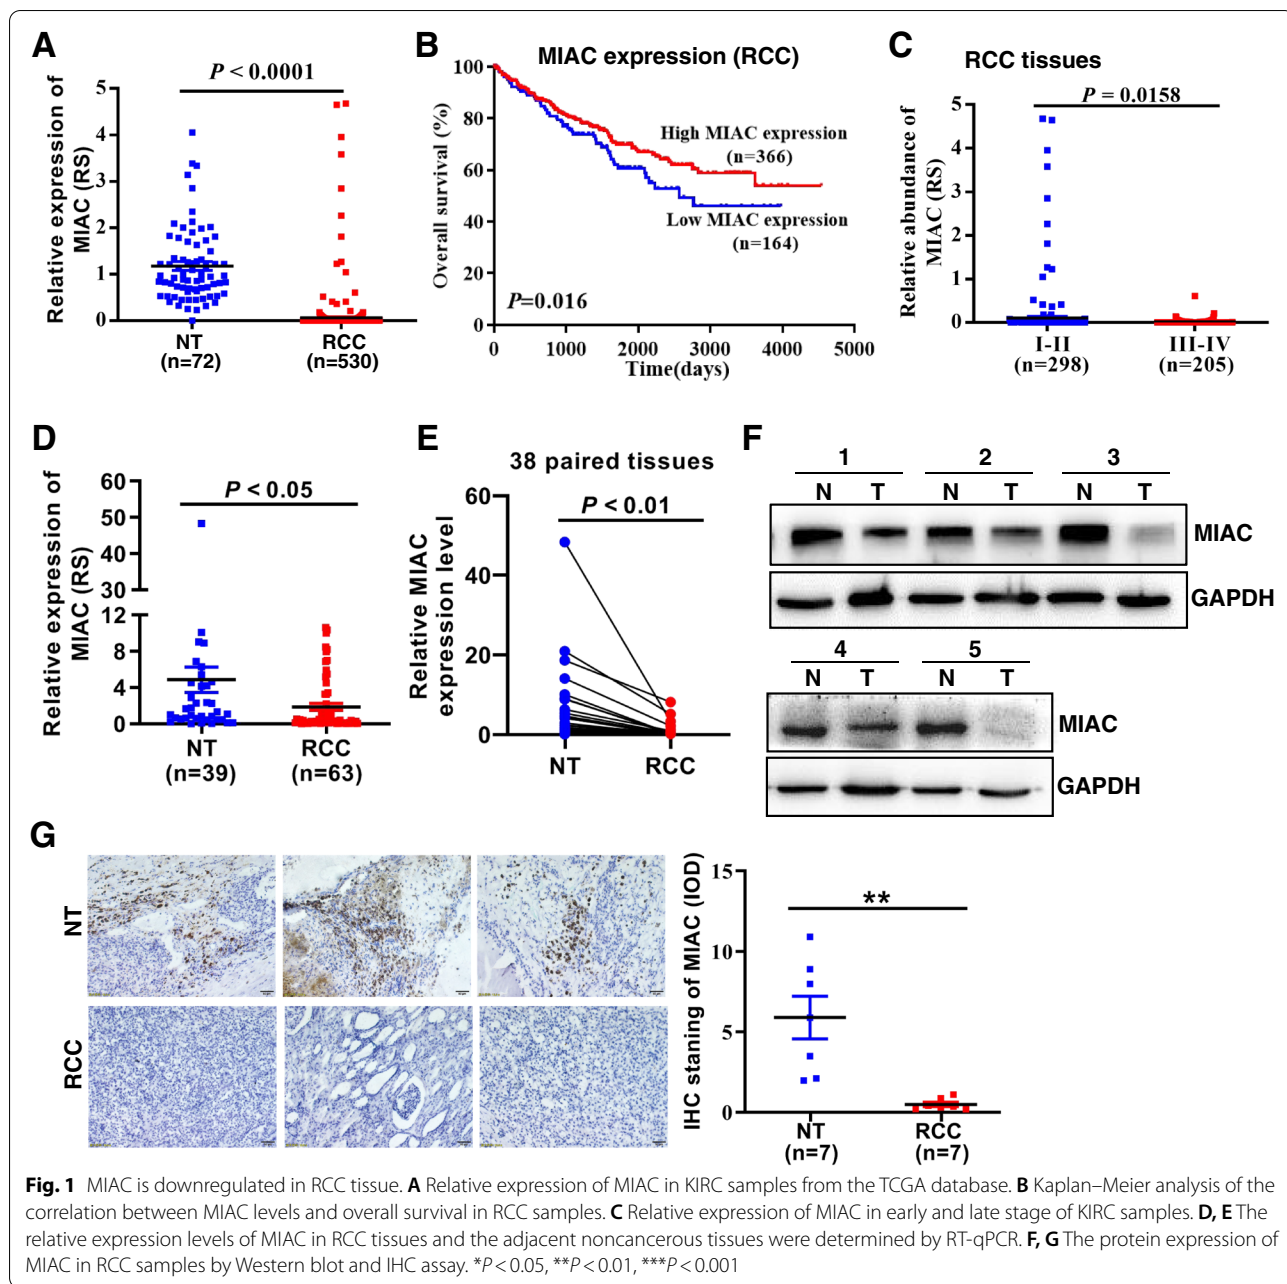 A
P < 0.0001
Relative expression of
MIAC (RS)
5
4
3
2
1
0
NT
(n=72)
RCC
(n=530)
B
MIAC expression (RCC)
Overall survival (%)
100
80
60
40
20
0
High MIAC expression
(n=366)
Low MIAC expression
(n=164)
P=0.016
0
1000
2000
3000
4000
5000
Time(days)
C
RCC tissues
P = 0.0158
Relative abundance of
MIAC (RS)
5
4
3
2
1
0
I-II
(n=298)
III-IV
(n=205)
D
P < 0.05
Relative expression of
MIAC (RS)
60
50
40
30
12
8
4
0
NT
(n=39)
RCC
(n=63)
E
38 paired tissues
P < 0.01
Relative MIAC
expression level
60
40
20
0
NT
RCC
F
1 2 3
N T N T N T
MIAC
GAPDH
4 5
N T N T
MIAC
GAPDH
G
NT
RCC
IHC staning of MIAC (IOD)
15
10
5
0
**
NT
(n=7)
RCC
(n=7)
Fig. 1 MIAC is downregulated in RCC tissue. A Relative expression of MIAC in KIRC samples from the TCGA database. B Kaplan–Meier analysis of the
correlation between MIAC levels and overall survival in RCC samples. C Relative expression of MIAC in early and late stage of KIRC samples. D, E The
relative expression levels of MIAC in RCC tissues and the adjacent noncancerous tissues were determined by RT-qPCR. F, G The protein expression of
MIAC in RCC samples by Western blot and IHC assay. *P < 0.05, **P < 0.01, ***P < 0.001